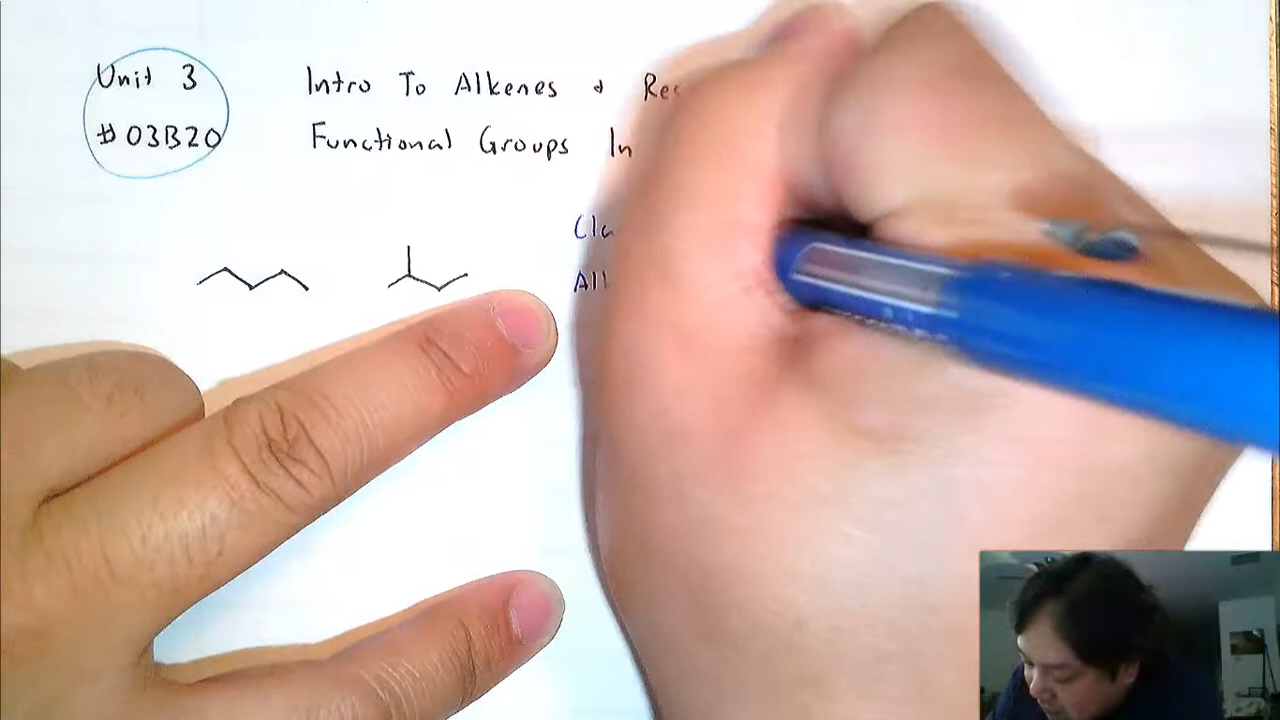 Unit 3
#03B20
Intro To Alkenes &
Functional Groups In